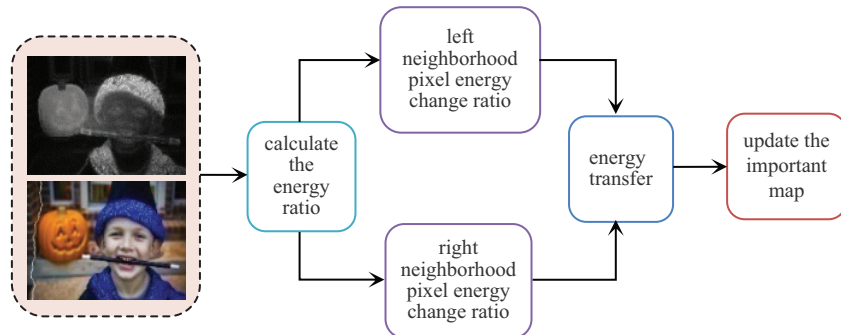 calculate
the
energy
ratio
left
neighborhood
pixel energy
change ratio
right
neighborhood
pixel energy
change ratio
energy
transfer
update the
important
map